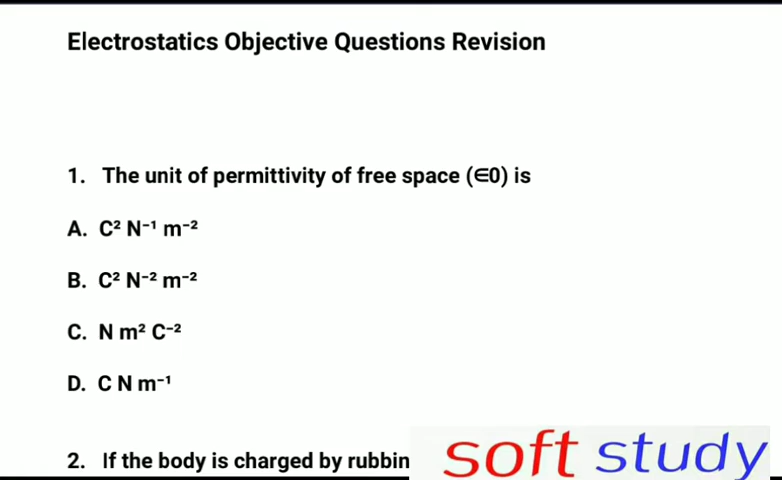 Electrostatics Objective Questions Revision
1. The unit of permittivity of free space (∈0) is
A. C² N⁻¹ m⁻²
B. C² N⁻² m⁻²
C. N m² C⁻²
D. C N m⁻¹
2. If the body is charged by rubbin
soft study